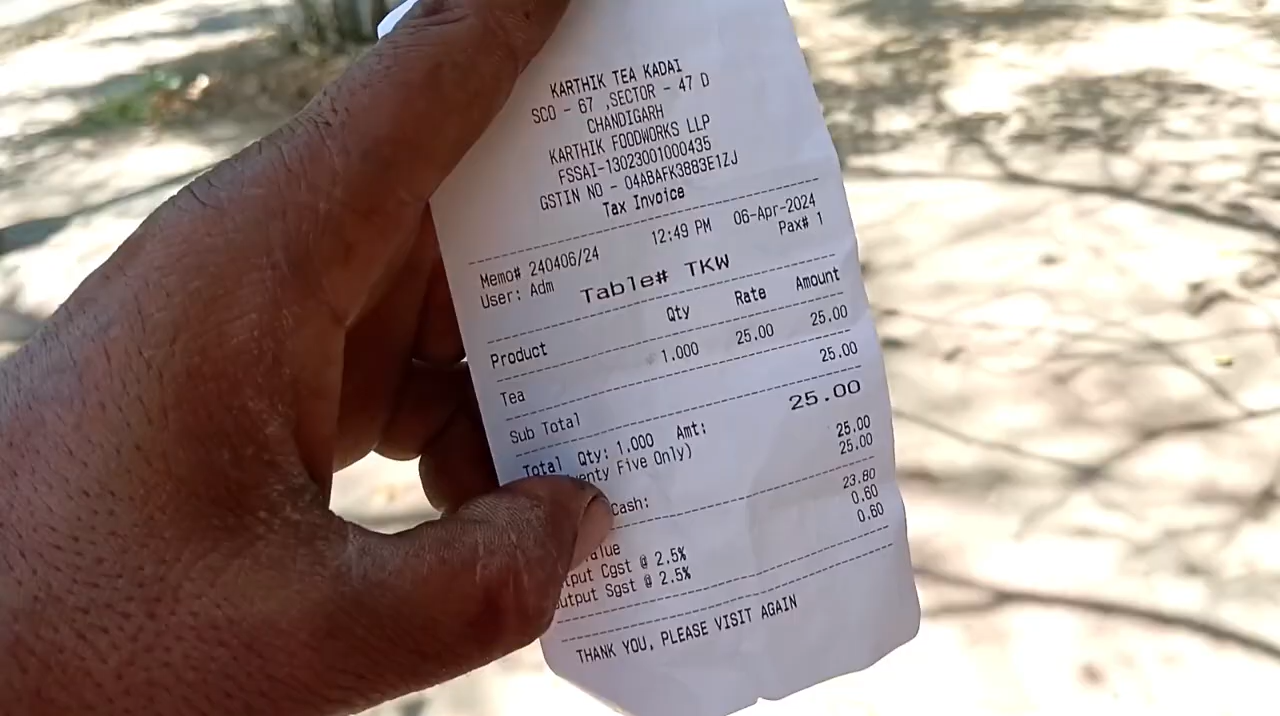 KARTHIK TEA KADAI
SCO - 67 ,SECTOR - 47 D
CHANDIGARH
KARTHIK FOODWORKS LLP
FSSAI-13023001000435
GSTIN NO - 04ABAFK3883E1ZJ
Tax Invoice
Memo# 240406/24 12:49 PM 06-Apr-2024
User: Adm Pax# 1
Table# TKW
Product Qty Rate Amount
Tea 1.000 25.00 25.00
Sub Total 25.00
Total Qty: 1.000 Amt: 25.00
Five Only) 25.00
Cash: 25.00
23.80
Cgst @ 2.5% 0.60
Sgst @ 2.5% 0.60
THANK YOU, PLEASE VISIT AGAIN